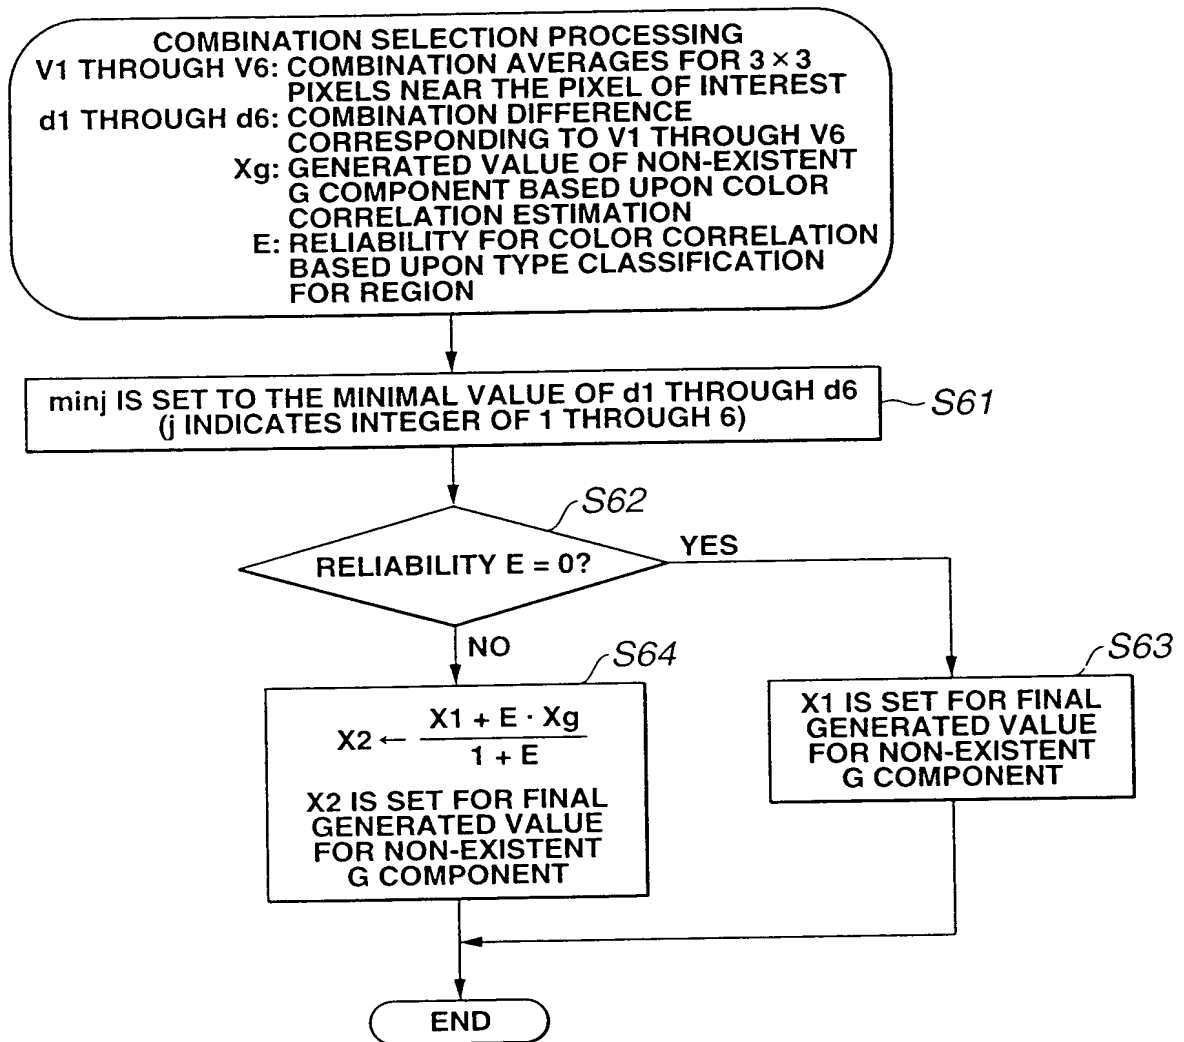 COMBINATION SELECTION PROCESSING
V1 THROUGH V6: COMBINATION AVERAGES FOR 3 × 3
PIXELS NEAR THE PIXEL OF INTEREST
d1 THROUGH d6: COMBINATION DIFFERENCE
CORRESPONDING TO V1 THROUGH V6
Xg: GENERATED VALUE OF NON-EXISTENT
G COMPONENT BASED UPON COLOR
CORRELATION ESTIMATION
E: RELIABILITY FOR COLOR CORRELATION
BASED UPON TYPE CLASSIFICATION
FOR REGION
minj IS SET TO THE MINIMAL VALUE OF d1 THROUGH d6
(j INDICATES INTEGER OF 1 THROUGH 6)
S61
S62
RELIABILITY E = 0?
YES
NO
S64
X2 ← X1 + E · Xg
1 + E
X2 IS SET FOR FINAL
GENERATED VALUE
FOR NON-EXISTENT
G COMPONENT
S63
X1 IS SET FOR FINAL
GENERATED VALUE
FOR NON-EXISTENT
G COMPONENT
END